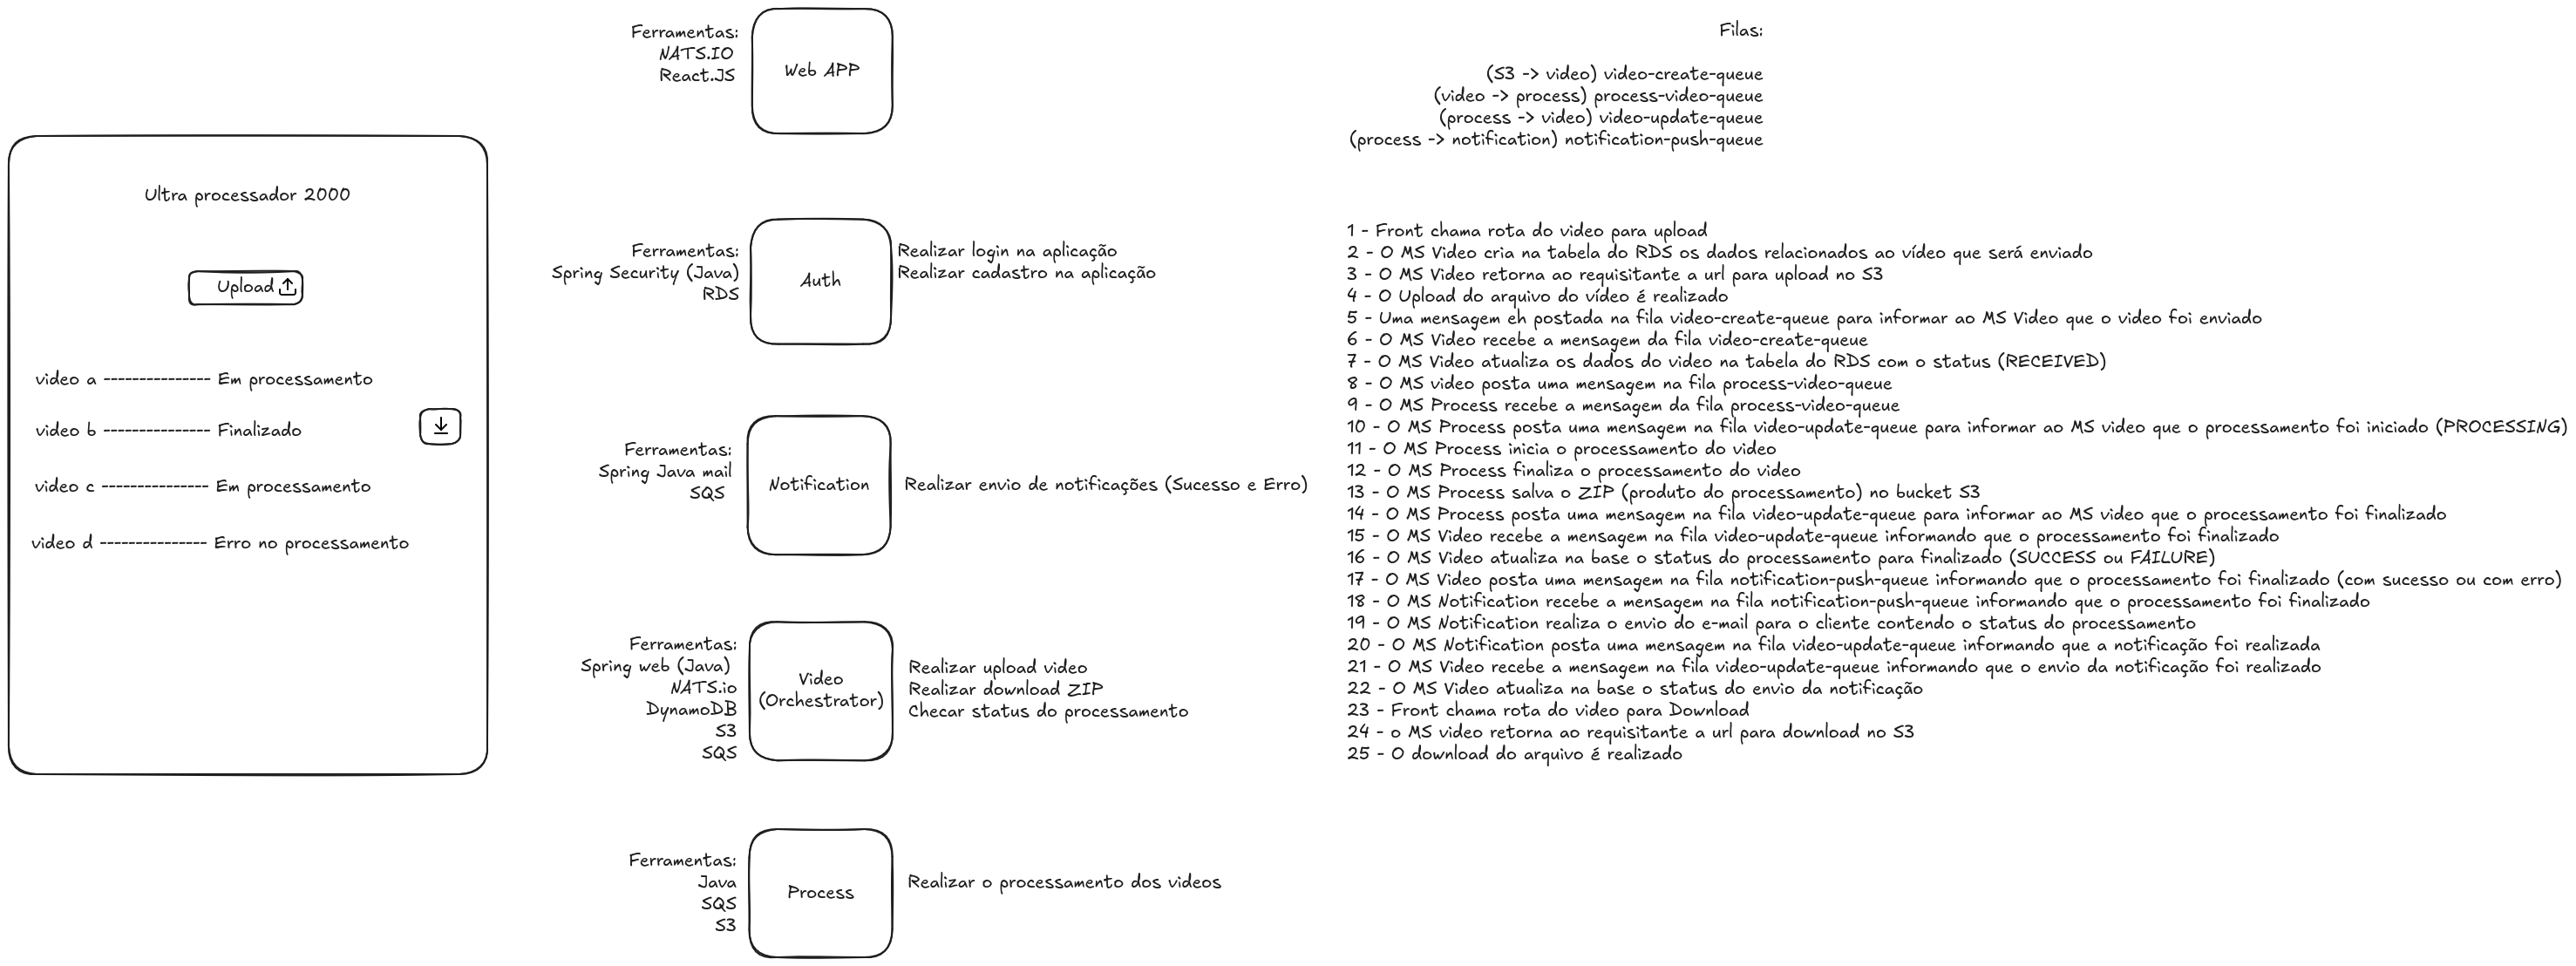 Ultra processador 2000
Upload
video a --------------- Em processamento
video b --------------- Finalizado
video c --------------- Em processamento
video d --------------- Erro no processamento
Ferramentas:
NATS.IO
React.JS
Web APP
Ferramentas:
Spring Security (Java)
RDS
Auth
Realizar login na aplicação
Realizar cadastro na aplicação
Ferramentas:
Spring Java mail
SQS
Notification
Realizar envio de notificações (Sucesso e Erro)
Ferramentas:
Spring web (Java)
NATS.io
DynamoDB
S3
SQS
Video
(Orchestrator)
Realizar upload video
Realizar download ZIP
Checar status do processamento
Ferramentas:
Java
SQS
S3
Process
Realizar o processamento dos videos
Filas:
(S3 -> video) video-create-queue
(video -> process) process-video-queue
(process -> video) video-update-queue
(process -> notification) notification-push-queue
1 - Front chama rota do video para upload
2 - O MS Video cria na tabela do RDS os dados relacionados ao vídeo que será enviado
3 - O MS Video retorna ao requisitante a url para upload no S3
4 - O Upload do arquivo do vídeo é realizado
5 - Uma mensagem eh postada na fila video-create-queue para informar ao MS Video que o video foi enviado
6 - O MS Video recebe a mensagem da fila video-create-queue
7 - O MS Video atualiza os dados do video na tabela do RDS com o status (RECEIVED)
8 - O MS video posta uma mensagem na fila process-video-queue
9 - O MS Process recebe a mensagem da fila process-video-queue
10 - O MS Process posta uma mensagem na fila video-update-queue para informar ao MS video que o processamento foi iniciado (PROCESSING)
11 - O MS Process inicia o processamento do video
12 - O MS Process finaliza o processamento do video
13 - O MS Process salva o ZIP (produto do processamento) no bucket S3
14 - O MS Process posta uma mensagem na fila video-update-queue para informar ao MS video que o processamento foi finalizado
15 - O MS Video recebe a mensagem na fila video-update-queue informando que o processamento foi finalizado
16 - O MS Video atualiza na base o status do processamento para finalizado (SUCCESS ou FAILURE)
17 - O MS Video posta uma mensagem na fila notification-push-queue informando que o processamento foi finalizado (com sucesso ou com erro)
18 - O MS Notification recebe a mensagem na fila notification-push-queue informando que o processamento foi finalizado
19 - O MS Notification realiza o envio do e-mail para o cliente contendo o status do processamento
20 - O MS Notification posta uma mensagem na fila video-update-queue informando que a notificação foi realizada
21 - O MS Video recebe a mensagem na fila video-update-queue informando que o envio da notificação foi realizado
22 - O MS Video atualiza na base o status do envio da notificação
23 - Front chama rota do video para Download
24 - o MS video retorna ao requisitante a url para download no S3
25 - O download do arquivo é realizado